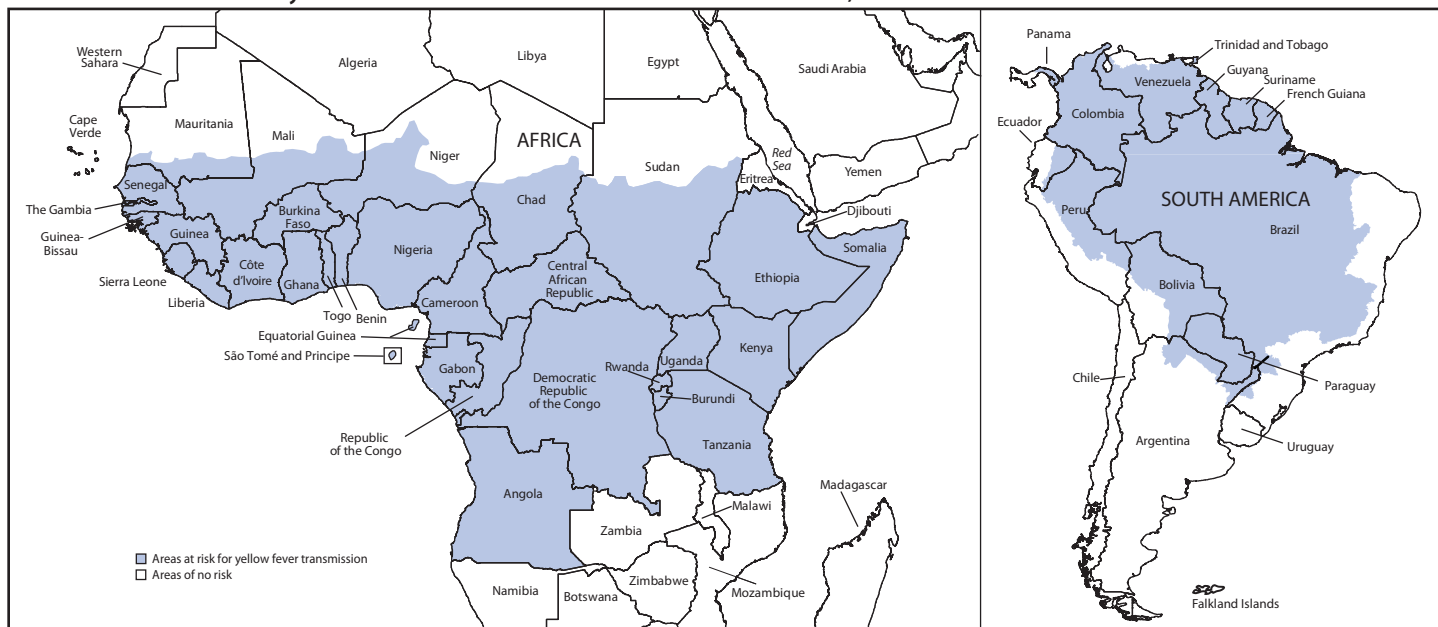 Western
Sahara
Algeria
Libya
Egypt
Saudi Arabia
Cape
Verde
Mauritania
Mali
Niger
AFRICA
Chad
Sudan
Red
Sea
Eritrea
Yemen
Djibouti
Senegal
The Gambia
Guinea-
Bissau
Guinea
Sierra Leone
Liberia
Côte
d'Ivoire
Burkina
Faso
Ghana
Togo
Benin
Nigeria
Cameroon
Central
African
Republic
Ethiopia
Somalia
Equatorial Guinea
São Tomé and Principe
Gabon
Republic
of the Congo
Democratic
Republic
of the Congo
Rwanda
Uganda
Kenya
Burundi
Tanzania
Angola
Zambia
Malawi
Madagascar
Namibia
Botswana
Zimbabwe
Mozambique
Areas at risk for yellow fever transmission
Areas of no risk
Panama
Trinidad and Tobago
Venezuela
Guyana
Suriname
French Guiana
Colombia
Ecuador
SOUTH AMERICA
Peru
Brazil
Bolivia
Chile
Paraguay
Argentina
Uruguay
Falkland Islands